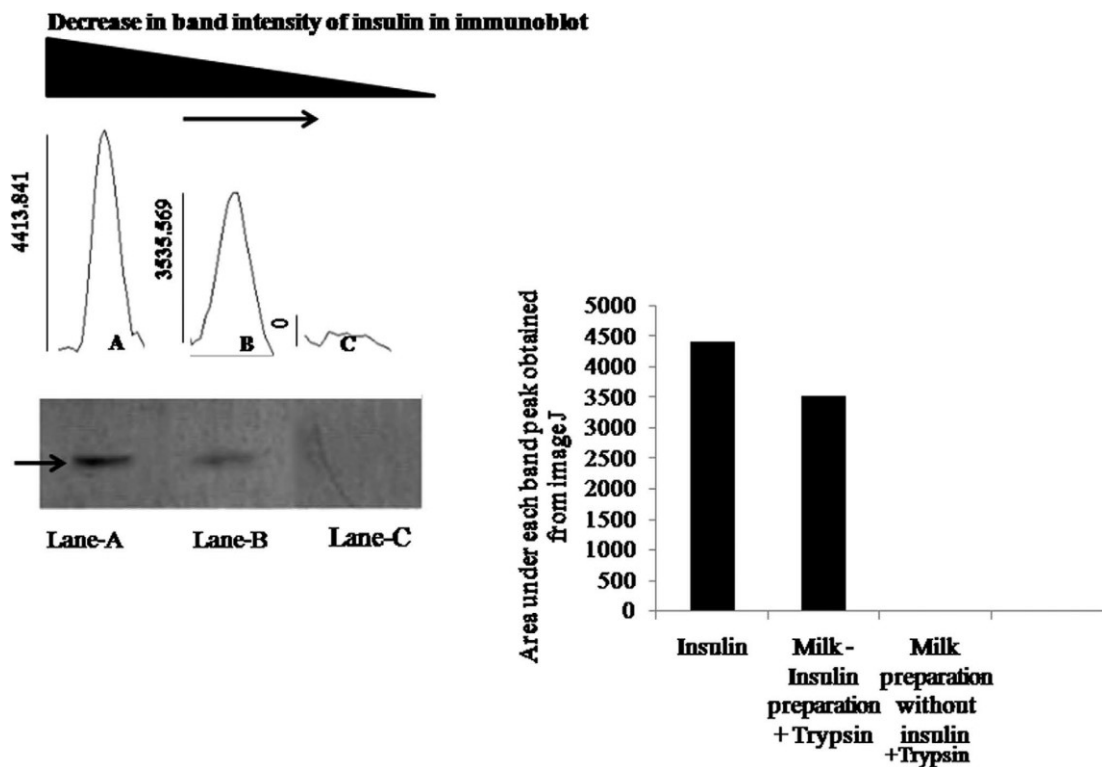 Decrease in band intensity of insulin in immunoblot
4413.841
3535.569
0
A
B
C
Lane-A
Lane-B
Lane-C
Area under each band peak obtained
from image J
5000
4500
4000
3500
3000
2500
2000
1500
1000
500
0
Insulin
Milk -
Insulin
preparation
+ Trypsin
Milk
preparation
without
insulin
+Trypsin